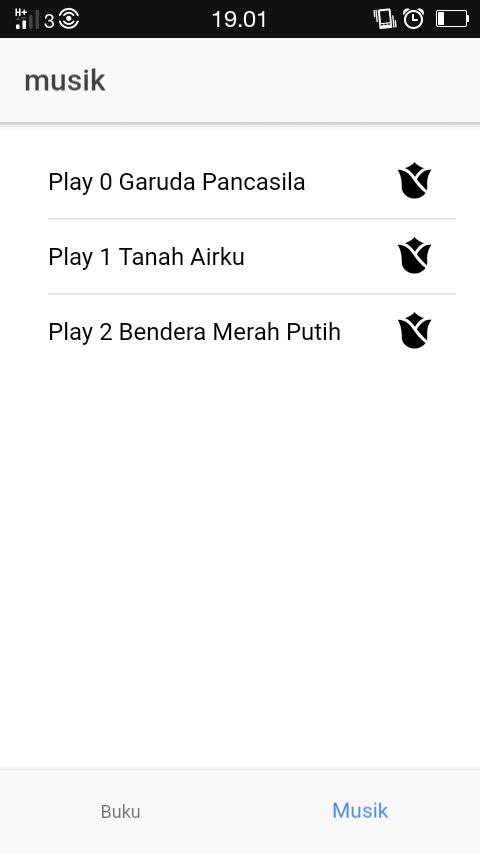 H+ 3 19.01
musik
Play 0 Garuda Pancasila
Play 1 Tanah Airku
Play 2 Bendera Merah Putih
Buku Musik